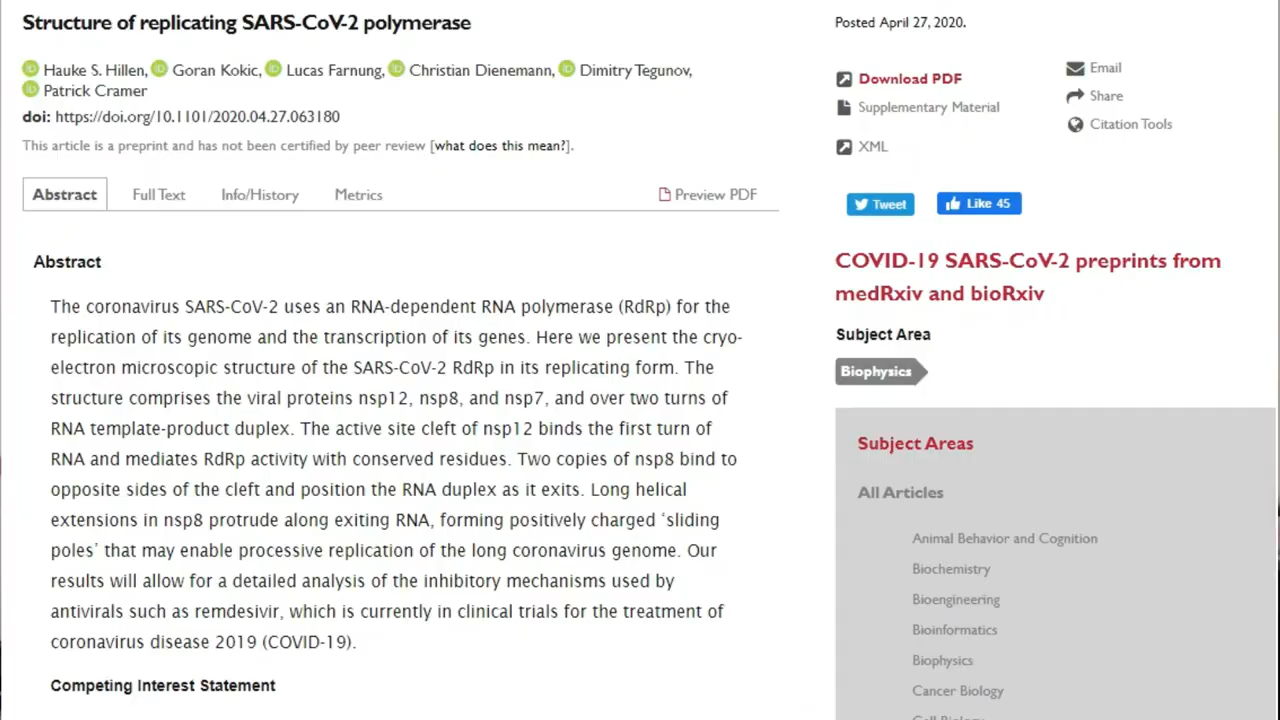 Structure of replicating SARS-CoV-2 polymerase
Hauke S. Hillen, Goran Kokic, Lucas Farnung, Christian Dienemann, Dimitry Tegunov,
Patrick Cramer
doi: https://doi.org/10.1101/2020.04.27.063180
This article is a preprint and has not been certified by peer review [what does this mean?].
Abstract
Full Text
Info/History
Metrics
Preview PDF
Abstract
The coronavirus SARS-CoV-2 uses an RNA-dependent RNA polymerase (RdRp) for the
replication of its genome and the transcription of its genes. Here we present the cryo-
electron microscopic structure of the SARS-CoV-2 RdRp in its replicating form. The
structure comprises the viral proteins nsp12, nsp8, and nsp7, and over two turns of
RNA template-product duplex. The active site cleft of nsp12 binds the first turn of
RNA and mediates RdRp activity with conserved residues. Two copies of nsp8 bind to
opposite sides of the cleft and position the RNA duplex as it exits. Long helical
extensions in nsp8 protrude along exiting RNA, forming positively charged ‘sliding
poles’ that may enable processive replication of the long coronavirus genome. Our
results will allow for a detailed analysis of the inhibitory mechanisms used by
antivirals such as remdesivir, which is currently in clinical trials for the treatment of
coronavirus disease 2019 (COVID-19).
Competing Interest Statement
Posted April 27, 2020.
Download PDF
Supplementary Material
XML
Email
Share
Citation Tools
Tweet
Like 45
COVID-19 SARS-CoV-2 preprints from
medRxiv and bioRxiv
Subject Area
Biophysics
Subject Areas
All Articles
Animal Behavior and Cognition
Biochemistry
Bioengineering
Bioinformatics
Biophysics
Cancer Biology
Cell Biology